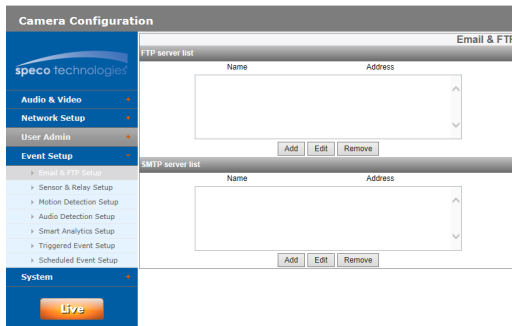 Camera Configuration
Email & FT
speco technologies
FTP server list
Name Address
Audio & Video +
Network Setup +
User Admin +
Add Edit Remove
Event Setup −
SMTP server list
Email & FTP Setup
Name Address
Sensor & Relay Setup
Motion Detection Setup
Audio Detection Setup
Smart Analytics Setup
Triggered Event Setup
Scheduled Event Setup
Add Edit Remove
System +
Live